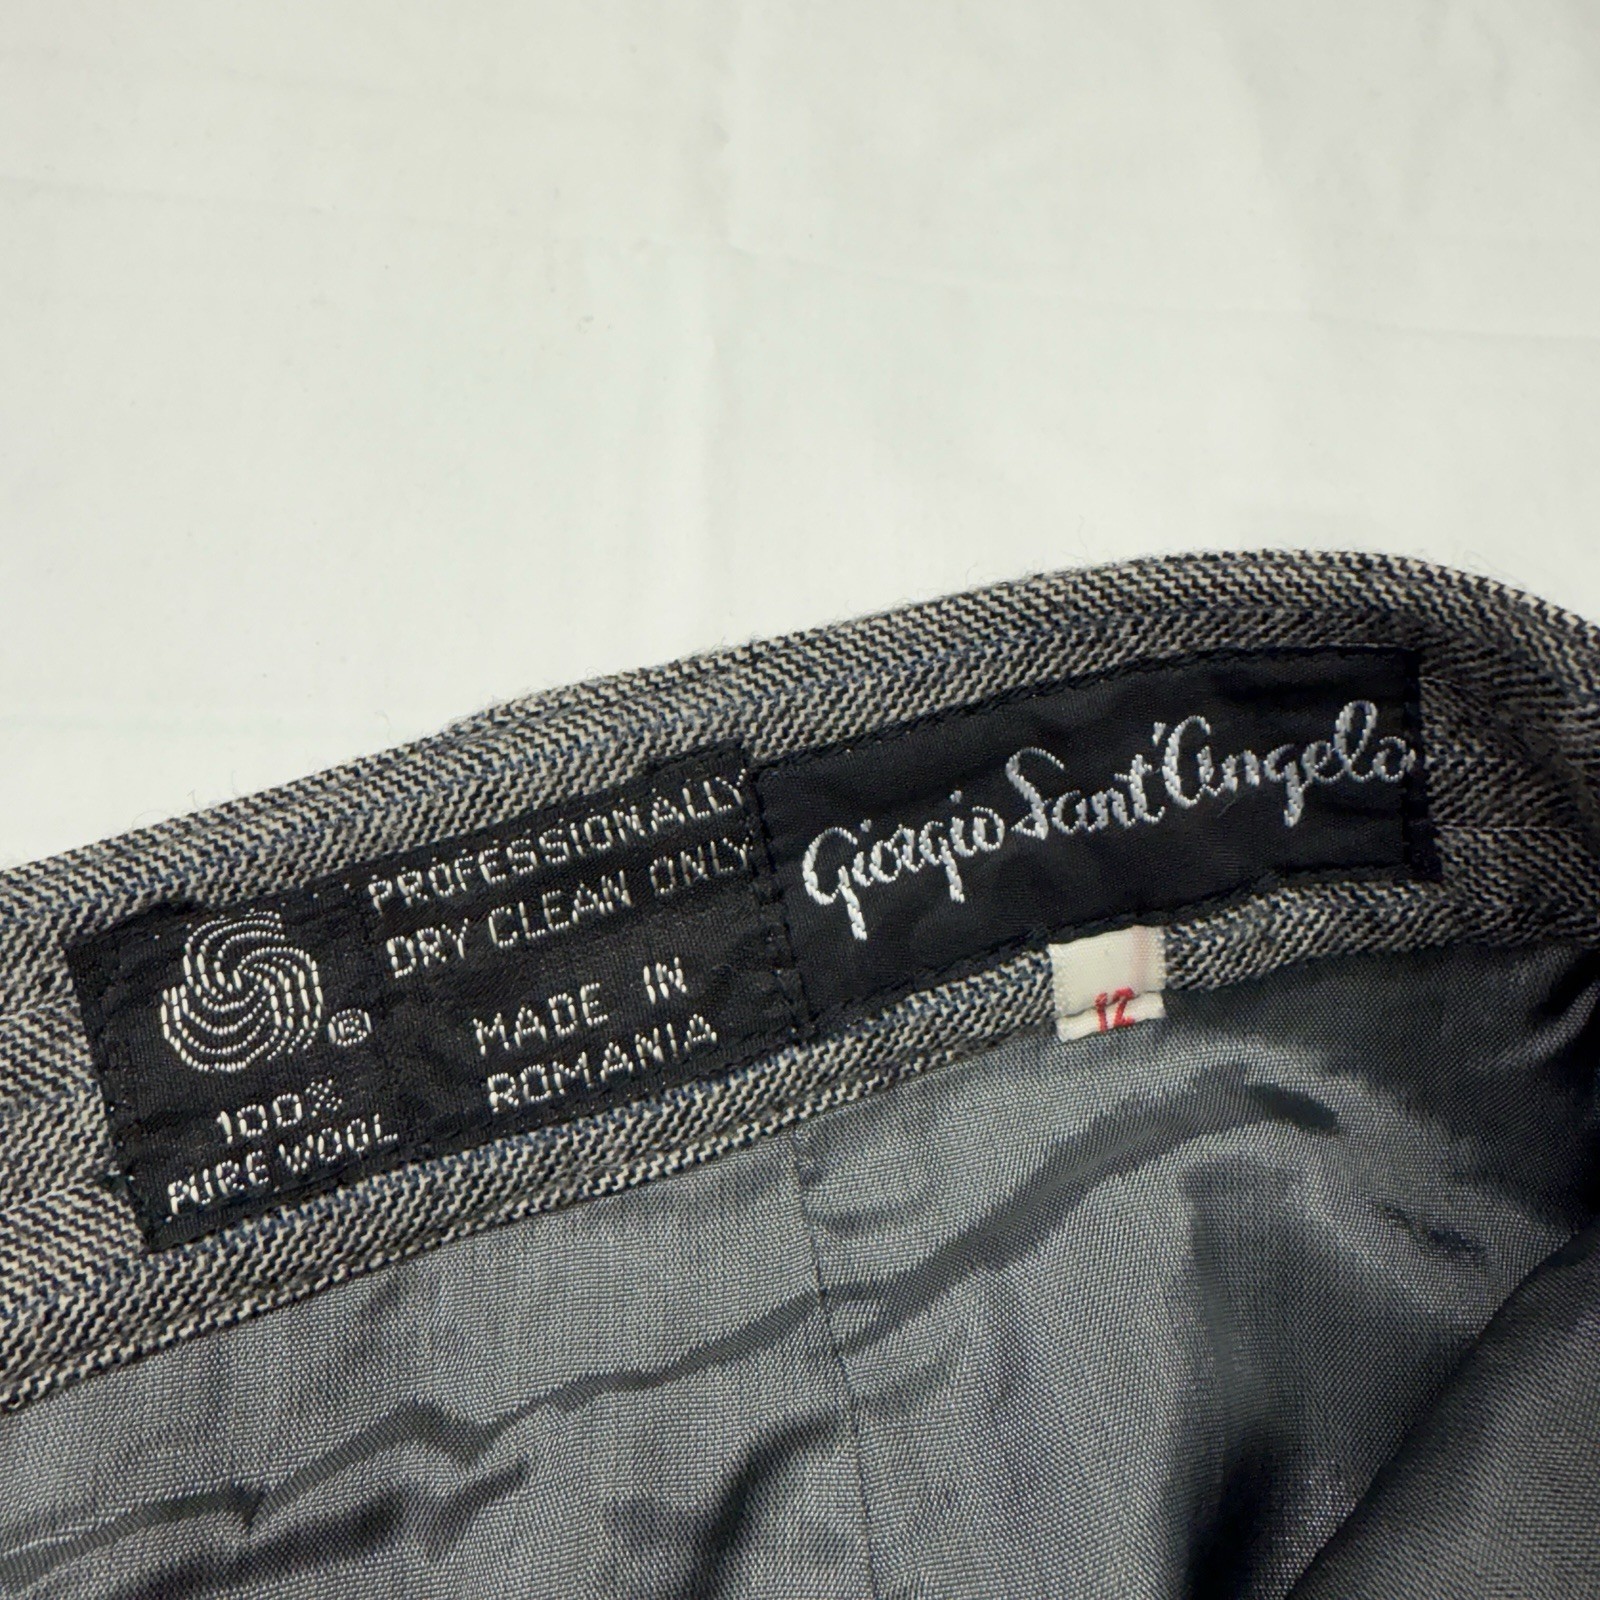 PROFESSIONALLY
DRY CLEAN ONLY
MADE IN
ROMANIA
®
100%
PURE WOOL
Giorgio Sant'Angelo
12